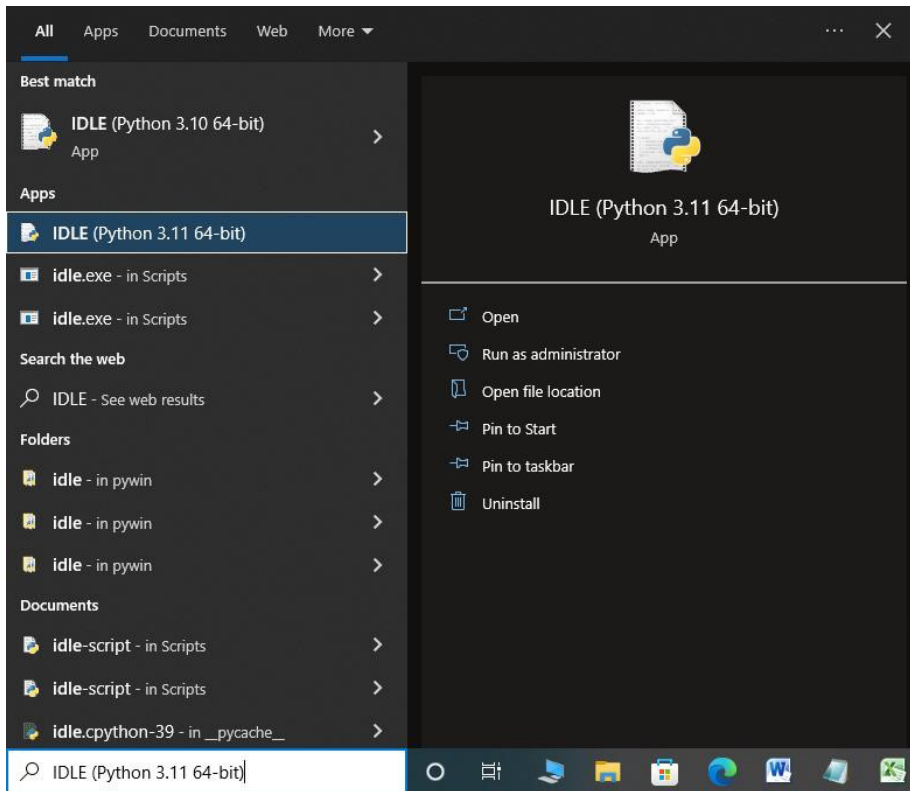 All Apps Documents Web More
Best match
IDLE (Python 3.10 64-bit)
App
Apps
IDLE (Python 3.11 64-bit)
idle.exe - in Scripts
idle.exe - in Scripts
Search the web
IDLE - See web results
Folders
idle - in pywin
idle - in pywin
idle - in pywin
Documents
idle-script - in Scripts
idle-script - in Scripts
idle.cpython-39 - in __pycache__
IDLE (Python 3.11 64-bit)
IDLE (Python 3.11 64-bit)
App
Open
Run as administrator
Open file location
Pin to Start
Pin to taskbar
Uninstall